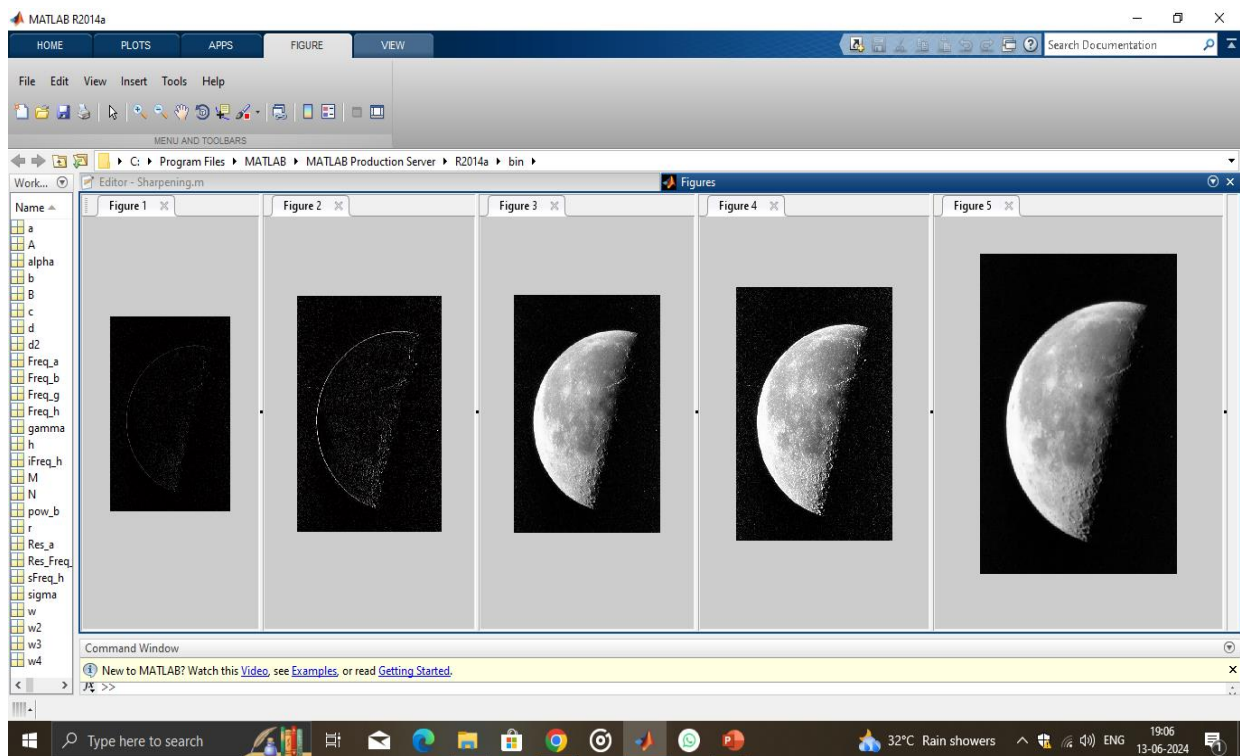 MATLAB R2014a
HOME PLOTS APPS FIGURE VIEW
Search Documentation
File Edit View Insert Tools Help
MENU AND TOOLBARS
C: Program Files MATLAB MATLAB Production Server R2014a bin
Work... Editor - Sharpening.m Figures
Name
Figure 1 Figure 2 Figure 3 Figure 4 Figure 5
a
A
alpha
b
B
c
d
d2
Freq_a
Freq_b
Freq_g
Freq_h
gamma
h
iFreq_h
M
N
pow_b
r
Res_a
Res_Freq_
sFreq_h
sigma
w
w2
w3
w4
Command Window
New to MATLAB? Watch this Video, see Examples, or read Getting Started.
fx >>
Type here to search
32°C Rain showers
ENG
19:06
13-06-2024
1